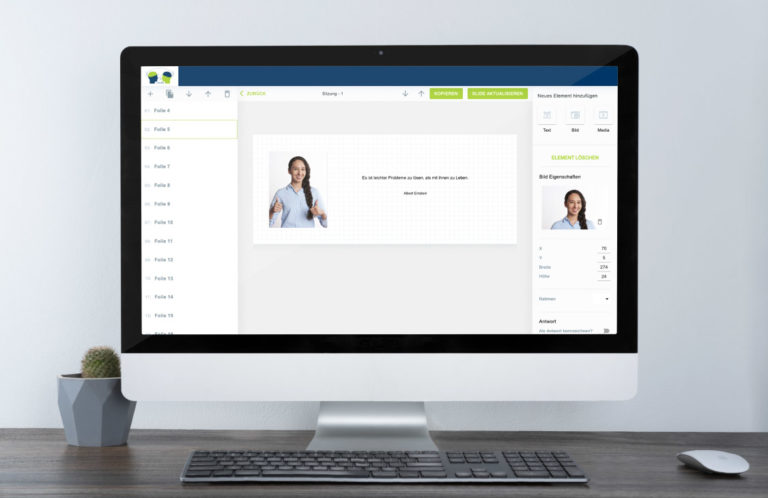 ZURÜCK
Sitzung - 1
KOPIEREN
SLIDE AKTUALISIEREN
Folie 4
Folie 5
Folie 6
Folie 7
Folie 8
Folie 9
Folie 10
Folie 11
Folie 12
Folie 13
Folie 14
Folie 15
Es ist leichter Probleme zu lösen, als mit ihnen zu Leben.
Albert Einstein
Neues Element hinzufügen
Text Bild Media
ELEMENT LÖSCHEN
Bild Eigenschaften
X 70
Y 5
Breite 274
Höhe 24
Rahmen
Antwort
Als Antwort kennzeichnen?